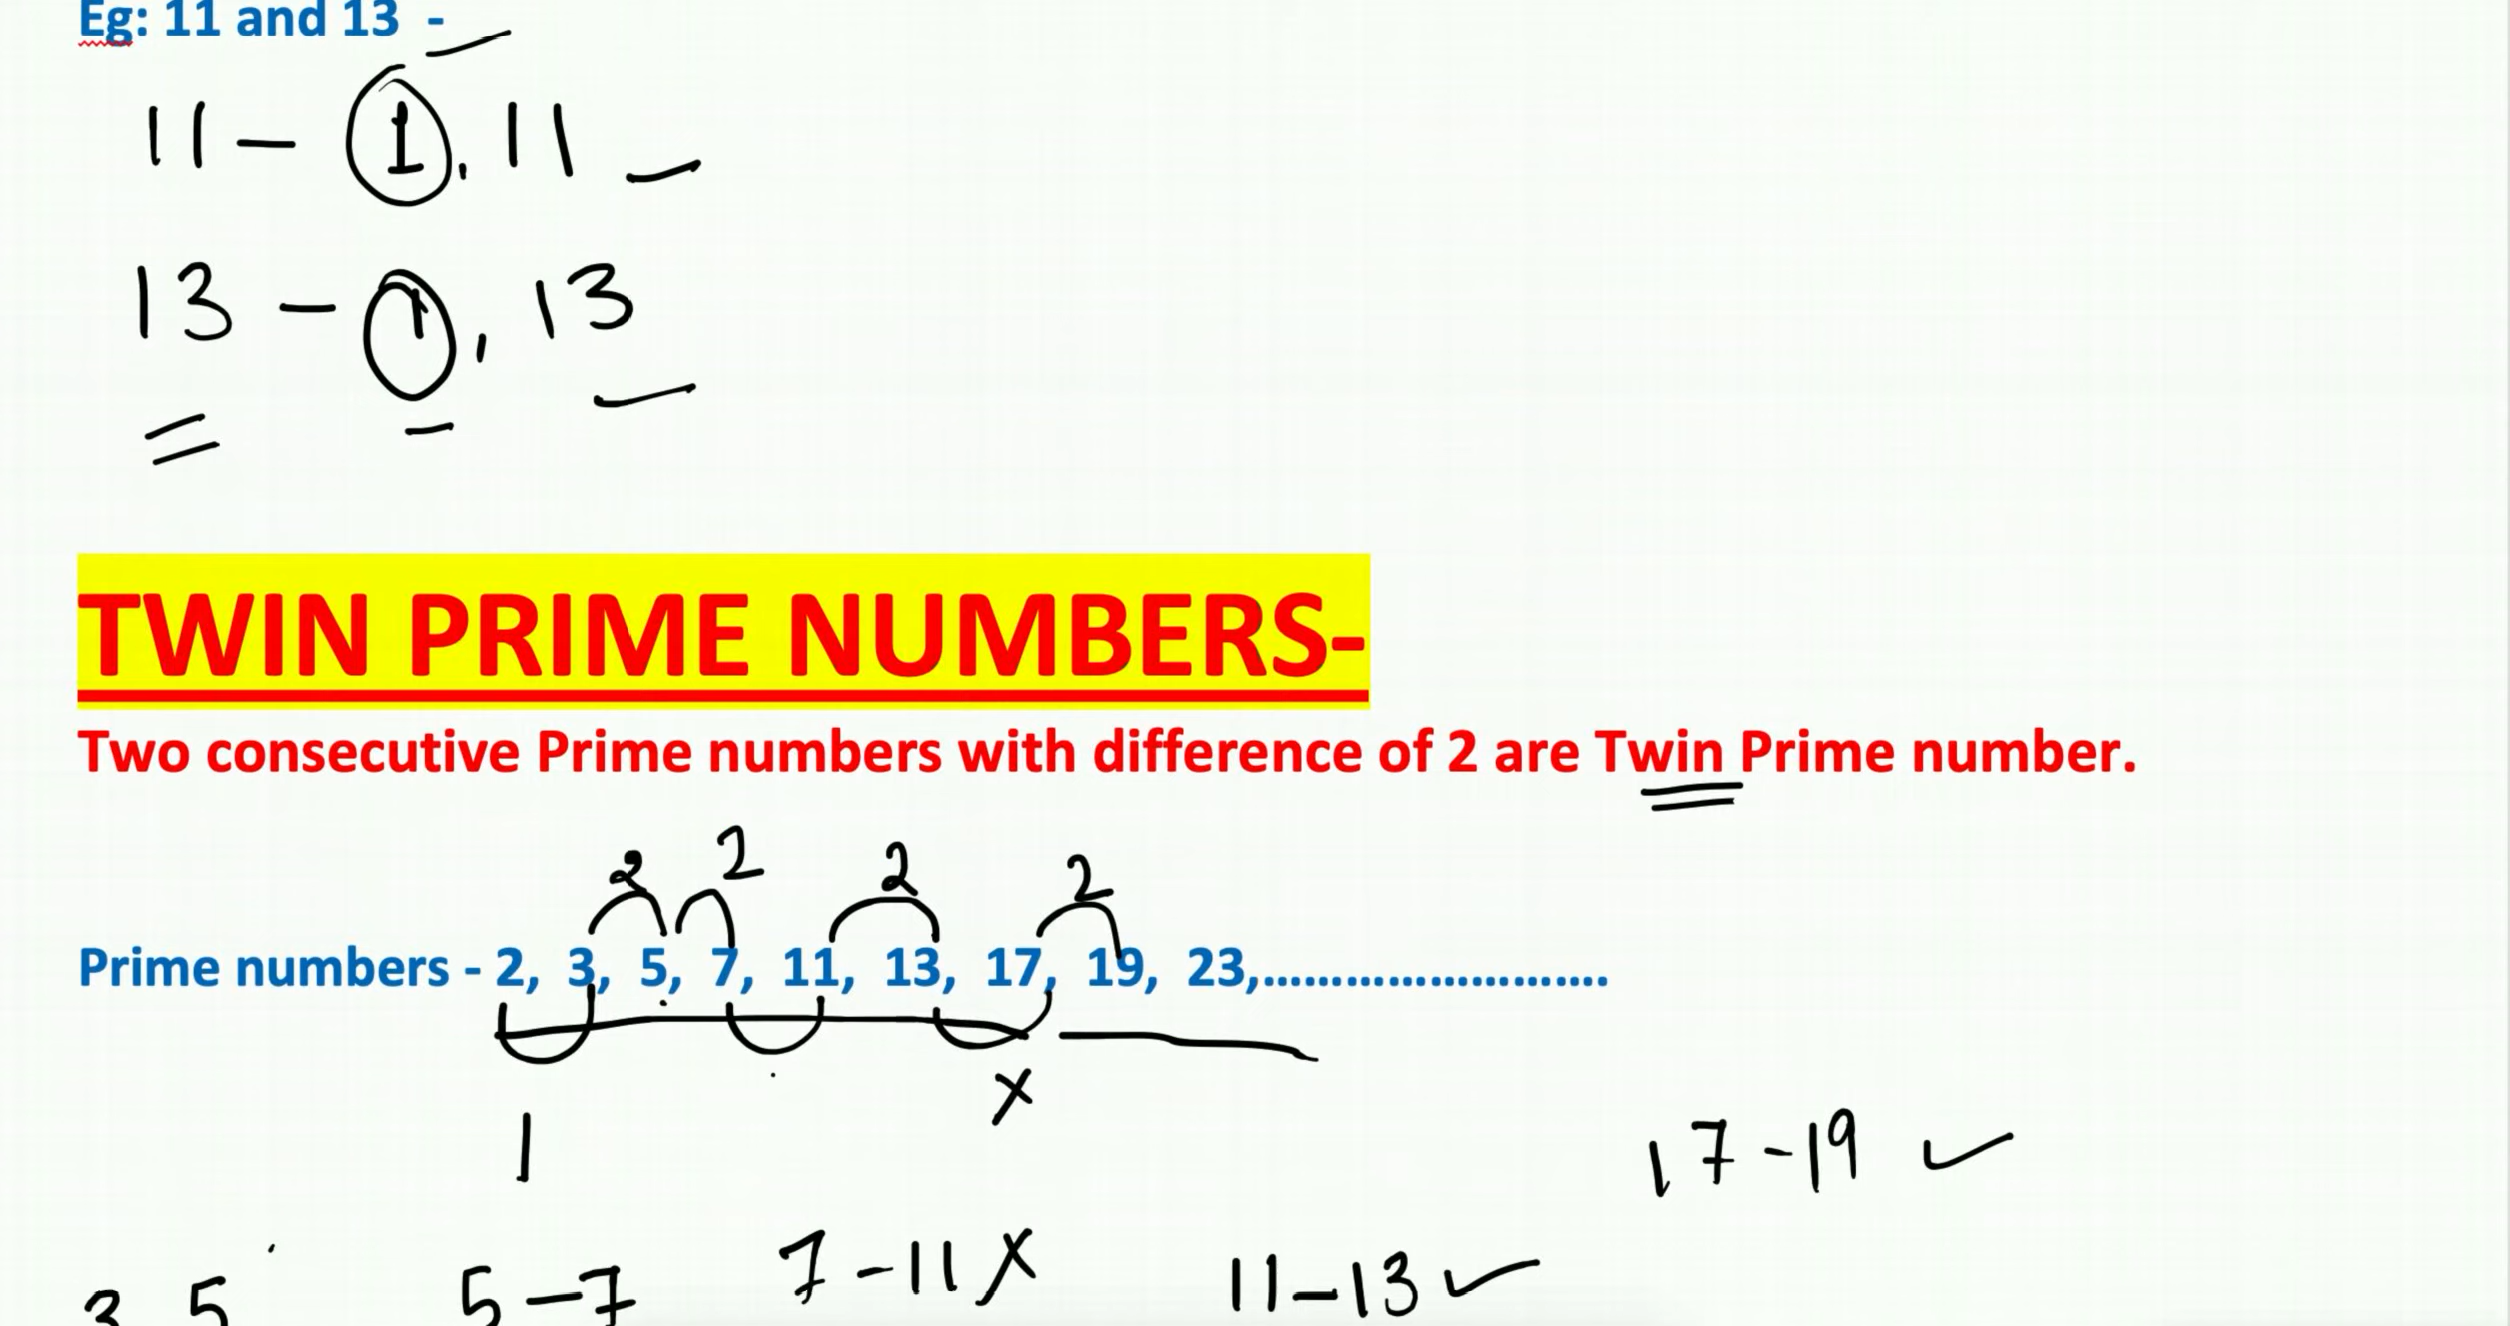 Eg: 11 and 13 -
11 - 1, 11
13 - 1, 13
TWIN PRIME NUMBERS-
Two consecutive Prime numbers with difference of 2 are Twin Prime number.
2 2 2 2
Prime numbers - 2, 3, 5, 7, 11, 13, 17, 19, 23,..........................
x
1
17 - 19 ✓
3 5 5 - 7 7 - 11 x 11 - 13 ✓